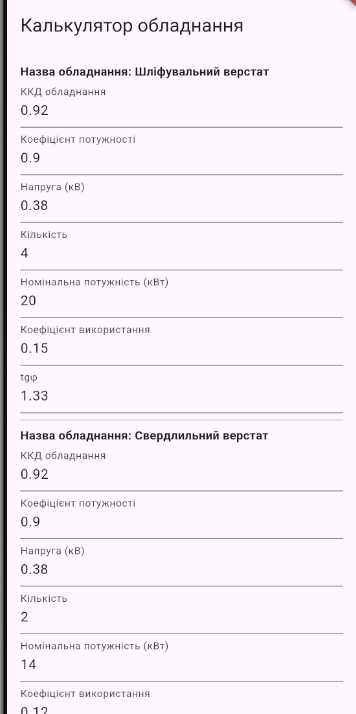 Калькулятор обладнання
Назва обладнання: Шліфувальний верстат
ККД обладнання
0.92
Коефіцієнт потужності
0.9
Напруга (кВ)
0.38
Кількість
4
Номінальна потужність (кВт)
20
Коефіцієнт використання
0.15
tgφ
1.33
Назва обладнання: Свердлильний верстат
ККД обладнання
0.92
Коефіцієнт потужності
0.9
Напруга (кВ)
0.38
Кількість
2
Номінальна потужність (кВт)
14
Коефіцієнт використання
0.12